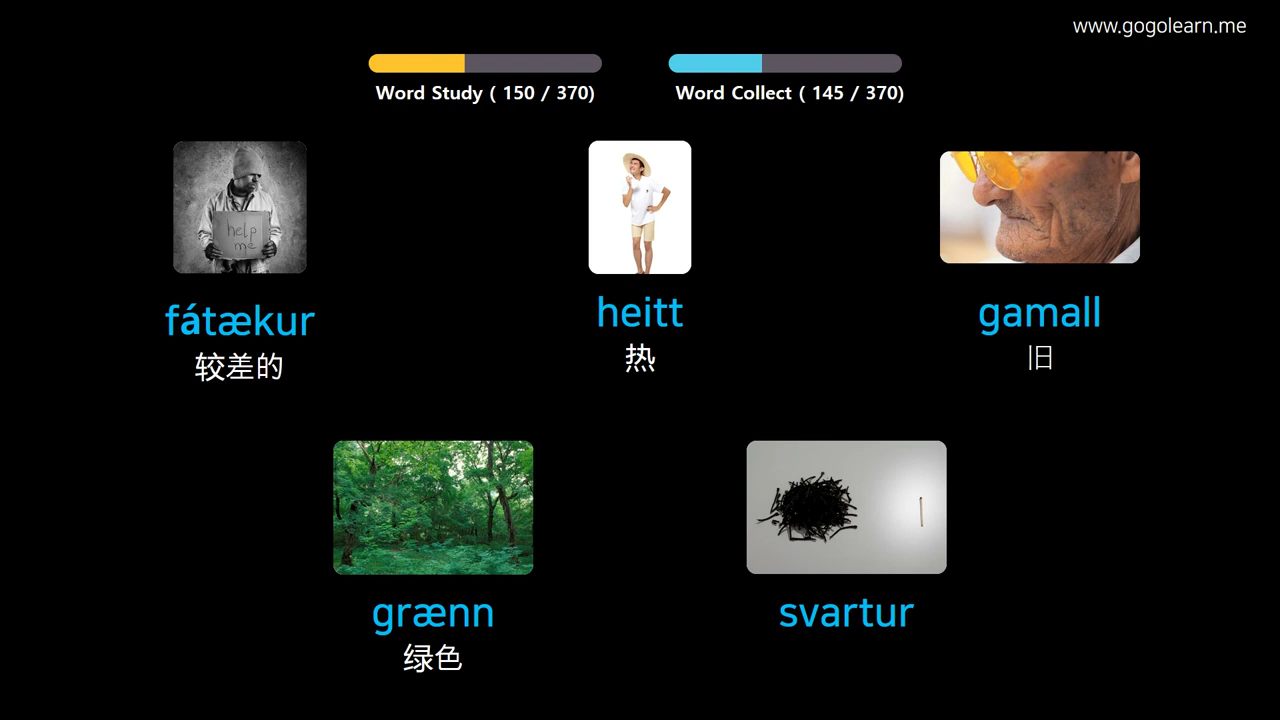 www.gogolearn.me
Word Study ( 150 / 370)
Word Collect ( 145 / 370)
help
me
fátækur
较差的
heitt
热
gamall
旧
grænn
绿色
svartur